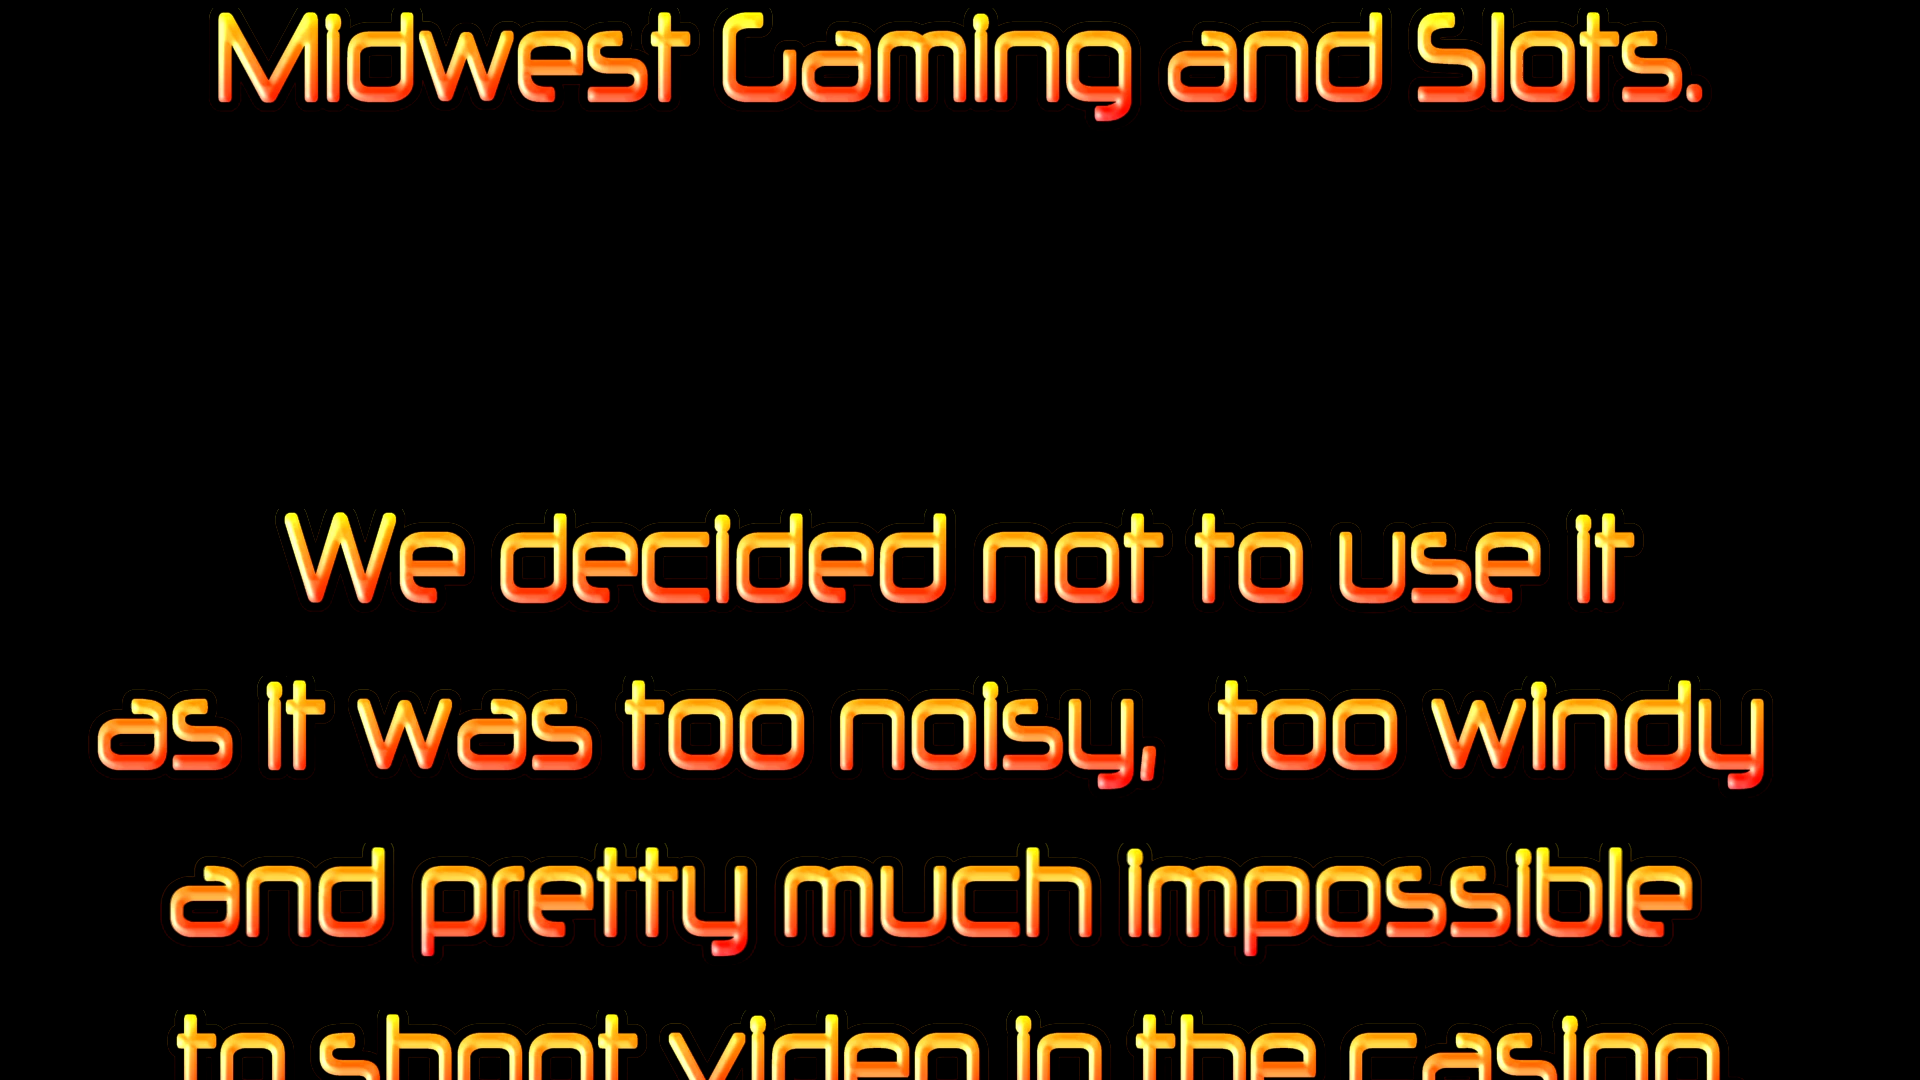 Midwest Gaming and Slots.
We decided not to use it
as it was too noisy, too windy
and pretty much impossible
to shoot video in the casino